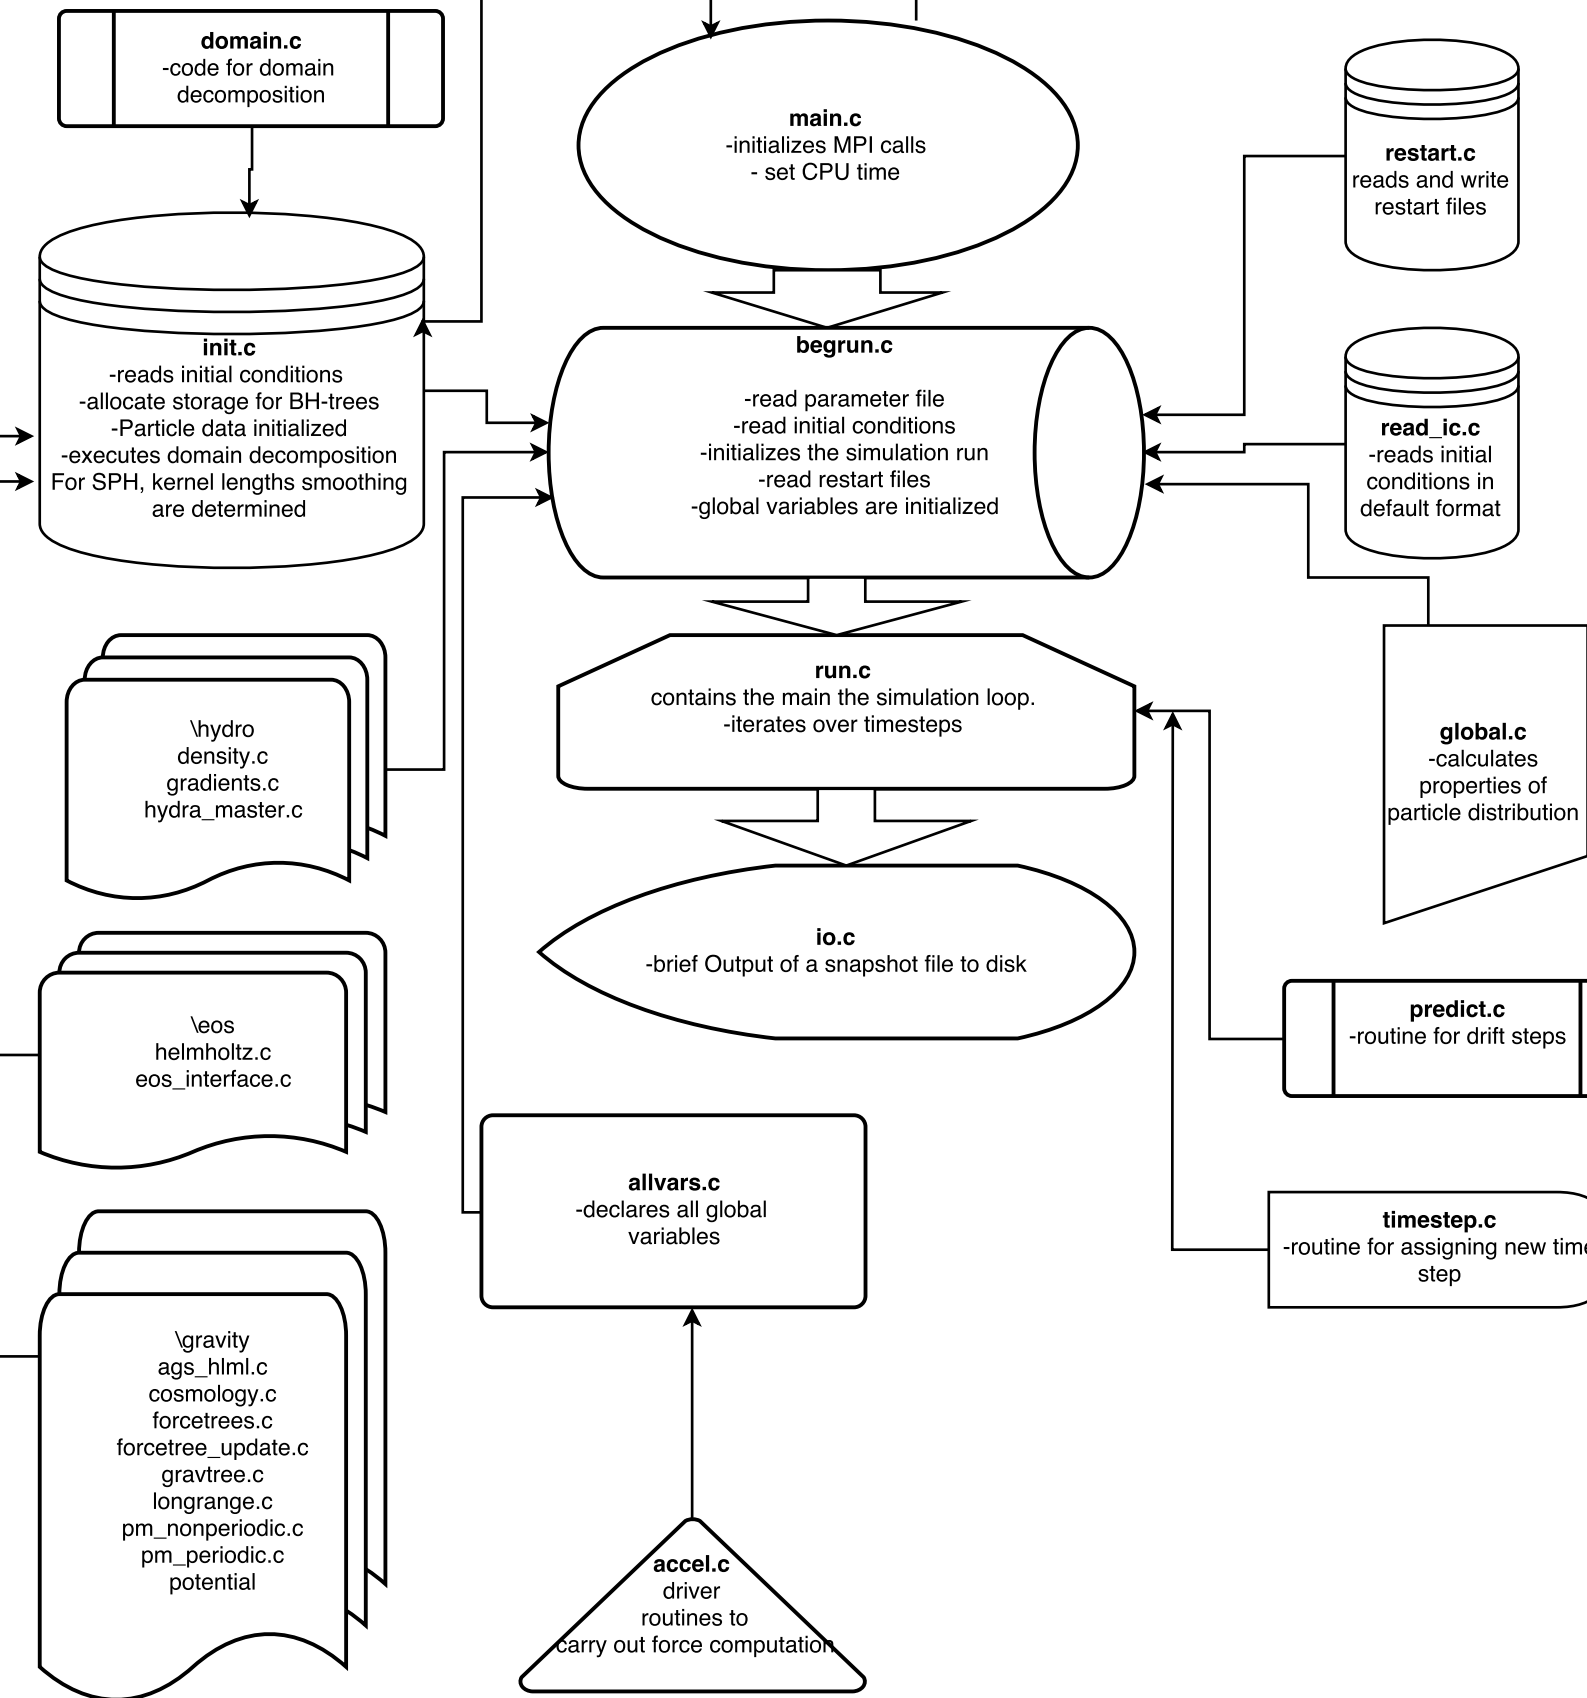 domain.c
-code for domain
decomposition
main.c
-initializes MPI calls
- set CPU time
restart.c
reads and write
restart files
init.c
-reads initial conditions
-allocate storage for BH-trees
-Particle data initialized
-executes domain decomposition
For SPH, kernel lengths smoothing
are determined
begrun.c
-read parameter file
-read initial conditions
-initializes the simulation run
-read restart files
-global variables are initialized
read_ic.c
-reads initial
conditions in
default format
\hydro
density.c
gradients.c
hydra_master.c
run.c
contains the main the simulation loop.
-iterates over timesteps
global.c
-calculates
properties of
particle distribution
io.c
-brief Output of a snapshot file to disk
\eos
helmholtz.c
eos_interface.c
predict.c
-routine for drift steps
allvars.c
-declares all global
variables
timestep.c
-routine for assigning new time
step
\gravity
ags_hlml.c
cosmology.c
forcetrees.c
forcetree_update.c
gravtree.c
longrange.c
pm_nonperiodic.c
pm_periodic.c
potential
accel.c
driver
routines to
carry out force computation